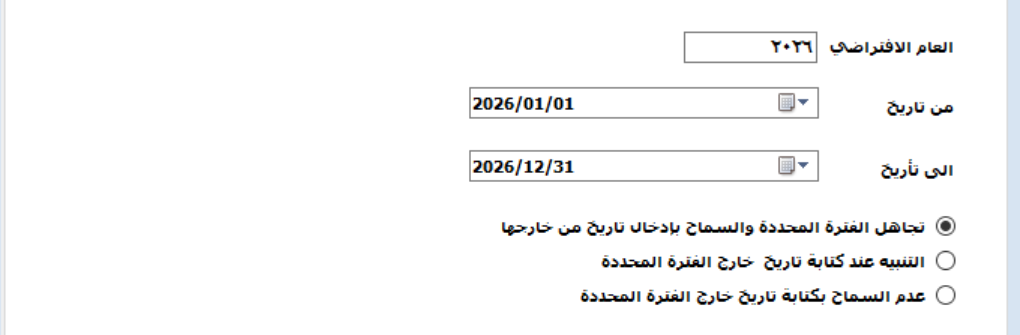 العام الافتراضي ٢٠٢٦
من تاريخ 2026/01/01
الى تأريخ 2026/12/31
تجاهل الفترة المحددة والسماح بإدخال تاريخ من خارجها
التنبيه عند كتابة تاريخ خارج الفترة المحددة
عدم السماح بكتابة تاريخ خارج الفترة المحددة